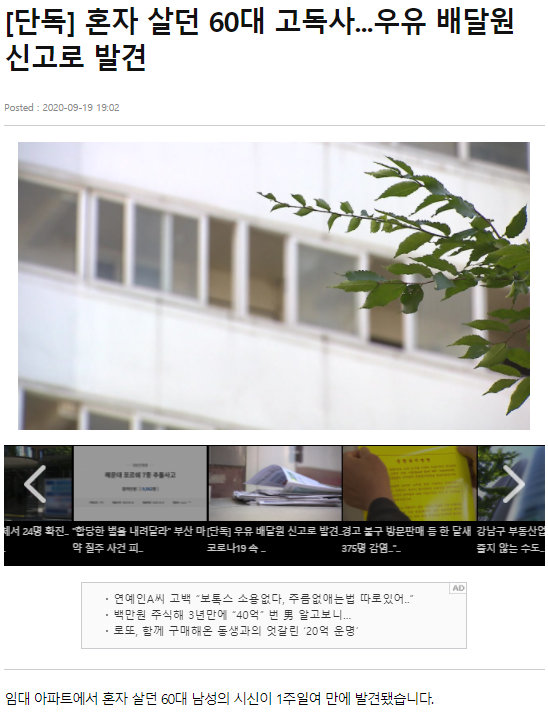 [단독] 혼자 살던 60대 고독사...우유 배달원
신고로 발견
Posted : 2020-09-19 19:02
에서 24명 확진..
"합당한 벌을 내려달라" 부산 마
약 질주 사건 피...
[단독] 우유 배달원 신고로 발견...
코로나19 속 ..
경고 불구 방문판매 등 한 달새
375명 감염..."..
강남구 부동산업
즐지 않는 수도..
AD
· 연예인A씨 고백 "보톡스 소용없다, 주름없애는법 따로있어.."
· 백만원 주식해 3년만에 "40억" 번 男 알고보니...
· 로또, 함께 구매해온 동생과의 엇갈린 '20억 운명'
임대 아파트에서 혼자 살던 60대 남성의 시신이 1주일여 만에 발견됐습니다.